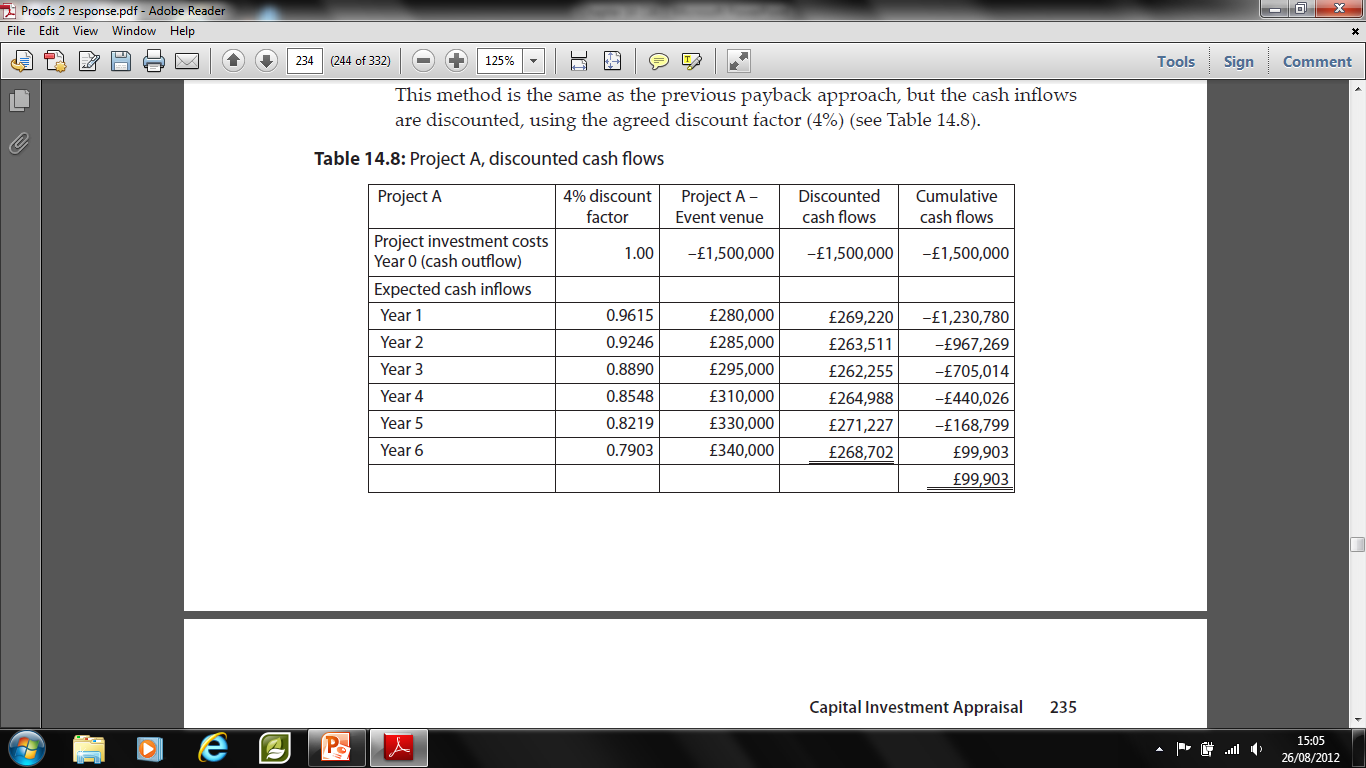 Proofs 2 response.pdf - Adobe Reader
File Edit View Window Help
234 (244 of 332) 125% Tools Sign Comment
This method is the same as the previous payback approach, but the cash inflows
are discounted, using the agreed discount factor (4%) (see Table 14.8).
Table 14.8: Project A, discounted cash flows
Project A 4% discount factor Project A – Event venue Discounted cash flows Cumulative cash flows
Project investment costs
Year 0 (cash outflow) 1.00 –£1,500,000 –£1,500,000 –£1,500,000
Expected cash inflows
Year 1 0.9615 £280,000 £269,220 –£1,230,780
Year 2 0.9246 £285,000 £263,511 –£967,269
Year 3 0.8890 £295,000 £262,255 –£705,014
Year 4 0.8548 £310,000 £264,988 –£440,026
Year 5 0.8219 £330,000 £271,227 –£168,799
Year 6 0.7903 £340,000 £268,702 £99,903
£99,903
Capital Investment Appraisal 235
15:05
26/08/2012